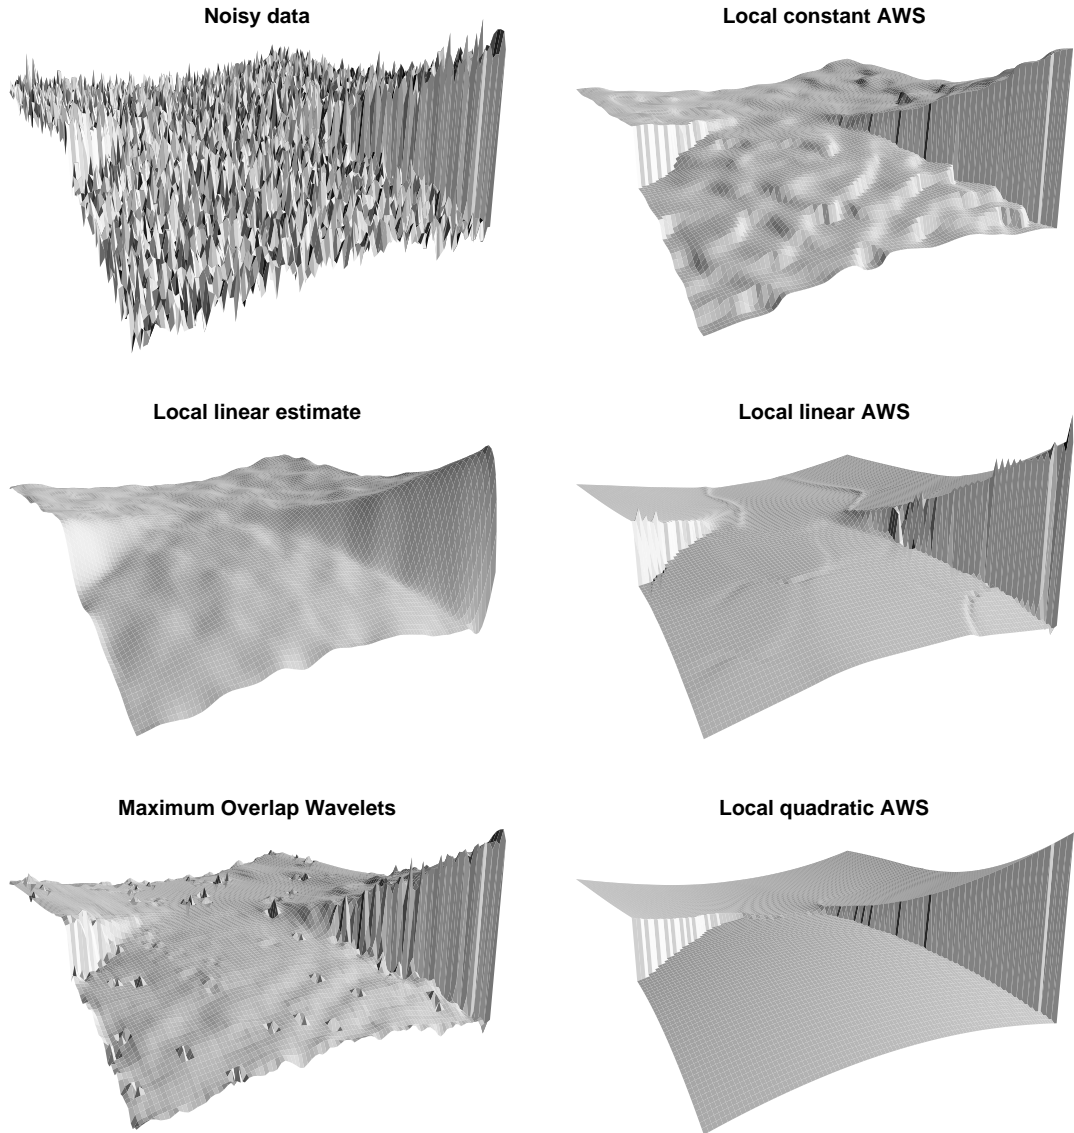 Noisy data
Local constant AWS
Local linear estimate
Local linear AWS
Maximum Overlap Wavelets
Local quadratic AWS